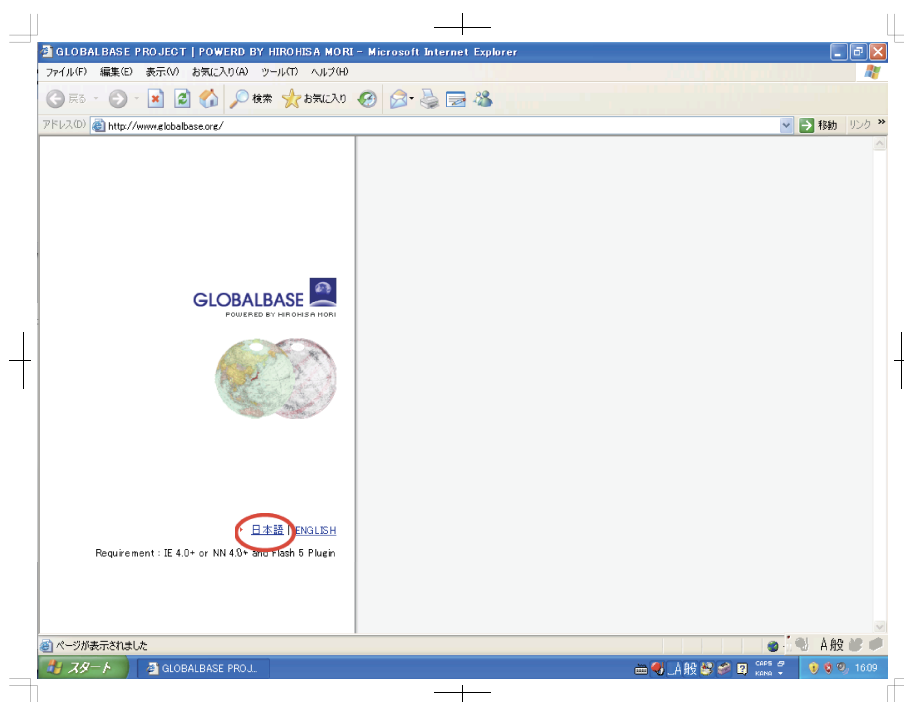 GLOBALBASE PROJECT | POWERD BY HIROHISA MORI - Microsoft Internet Explorer
ファイル(F) 編集(E) 表示(V) お気に入り(A) ツール(T) ヘルプ(H)
戻る 検索 お気に入り
アドレス(D) http://www.globalbase.org/ 移動 リンク »
GLOBALBASE
POWERED BY HIROHISA MORI
日本語 | ENGLISH
Requirement : IE 4.0+ or NN 4.0+ and Flash 5 Plugin
ページが表示されました
A 般
スタート GLOBALBASE PROJ... A 般 CAPS KANA 16:09